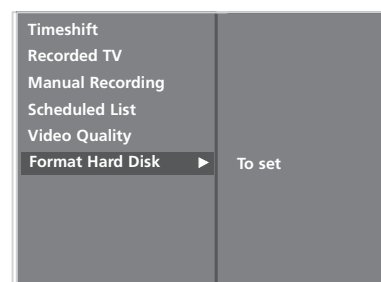 Timeshift
Recorded TV
Manual Recording
Scheduled List
Video Quality
Format Hard Disk ▶ To set